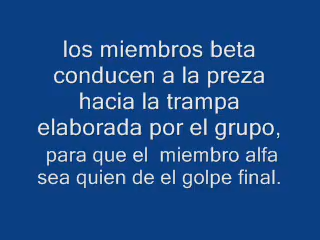 los miembros beta
conducen a la preza
hacia la trampa
elaborada por el grupo,
para que el miembro alfa
sea quien de el golpe final.